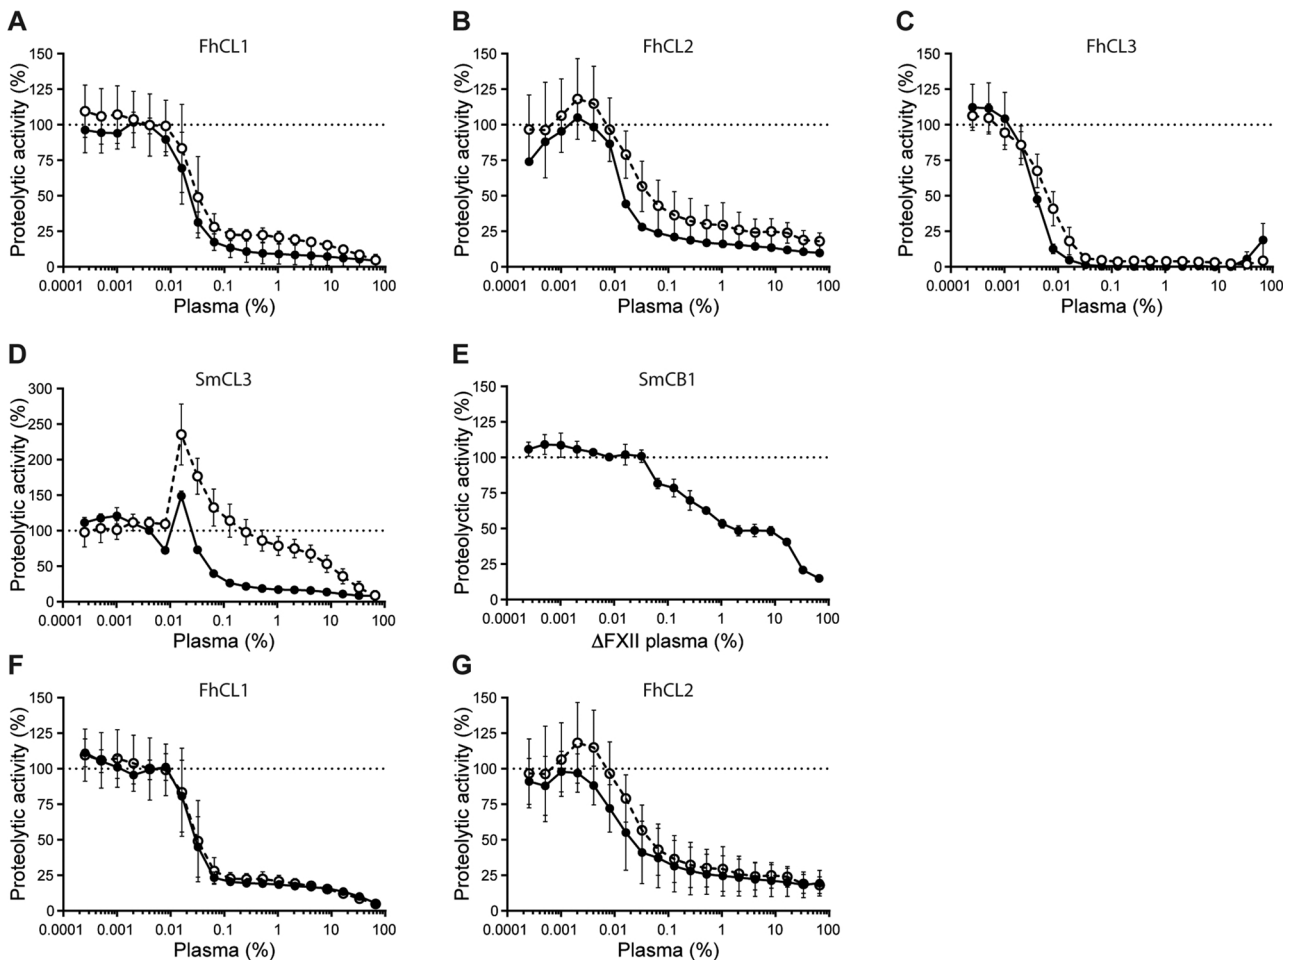 A
FhCL1
Proteolytic activity (%)
150
125
100
75
50
25
0
0.0001 0.001 0.01 0.1 1 10 100
Plasma (%)
B
FhCL2
Proteolytic activity (%)
150
125
100
75
50
25
0
0.0001 0.001 0.01 0.1 1 10 100
Plasma (%)
C
FhCL3
Proteolytic activity (%)
150
125
100
75
50
25
0
0.0001 0.001 0.01 0.1 1 10 100
Plasma (%)
D
SmCL3
Proteolytic activity (%)
300
250
200
150
100
50
0
0.0001 0.001 0.01 0.1 1 10 100
Plasma (%)
E
SmCB1
Proteolyctic activity (%)
150
125
100
75
50
25
0
0.0001 0.001 0.01 0.1 1 10 100
ΔFXII plasma (%)
F
FhCL1
Proteolytic activity (%)
150
125
100
75
50
25
0
0.0001 0.001 0.01 0.1 1 10 100
Plasma (%)
G
FhCL2
Proteolytic activity (%)
150
125
100
75
50
25
0
0.0001 0.001 0.01 0.1 1 10 100
Plasma (%)